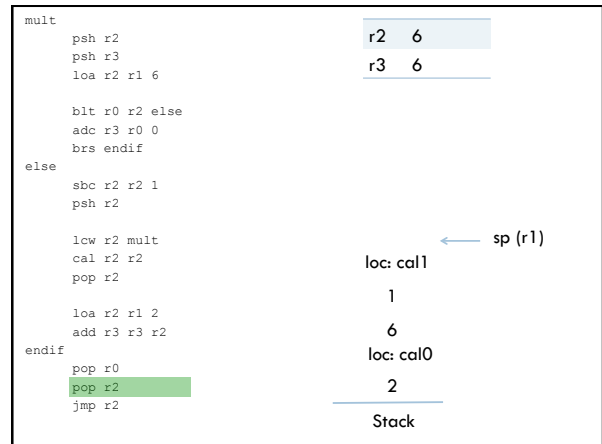 mult
psh r2
psh r3
loa r2 r1 6
blt r0 r2 else
adc r3 r0 0
brs endif
else
sbc r2 r2 1
psh r2
lcw r2 mult
cal r2 r2
pop r2
loa r2 r1 2
add r3 r3 r2
endif
pop r0
pop r2
jmp r2
r2 6
r3 6
sp (r1)
loc: cal1
1
6
loc: cal0
2
Stack